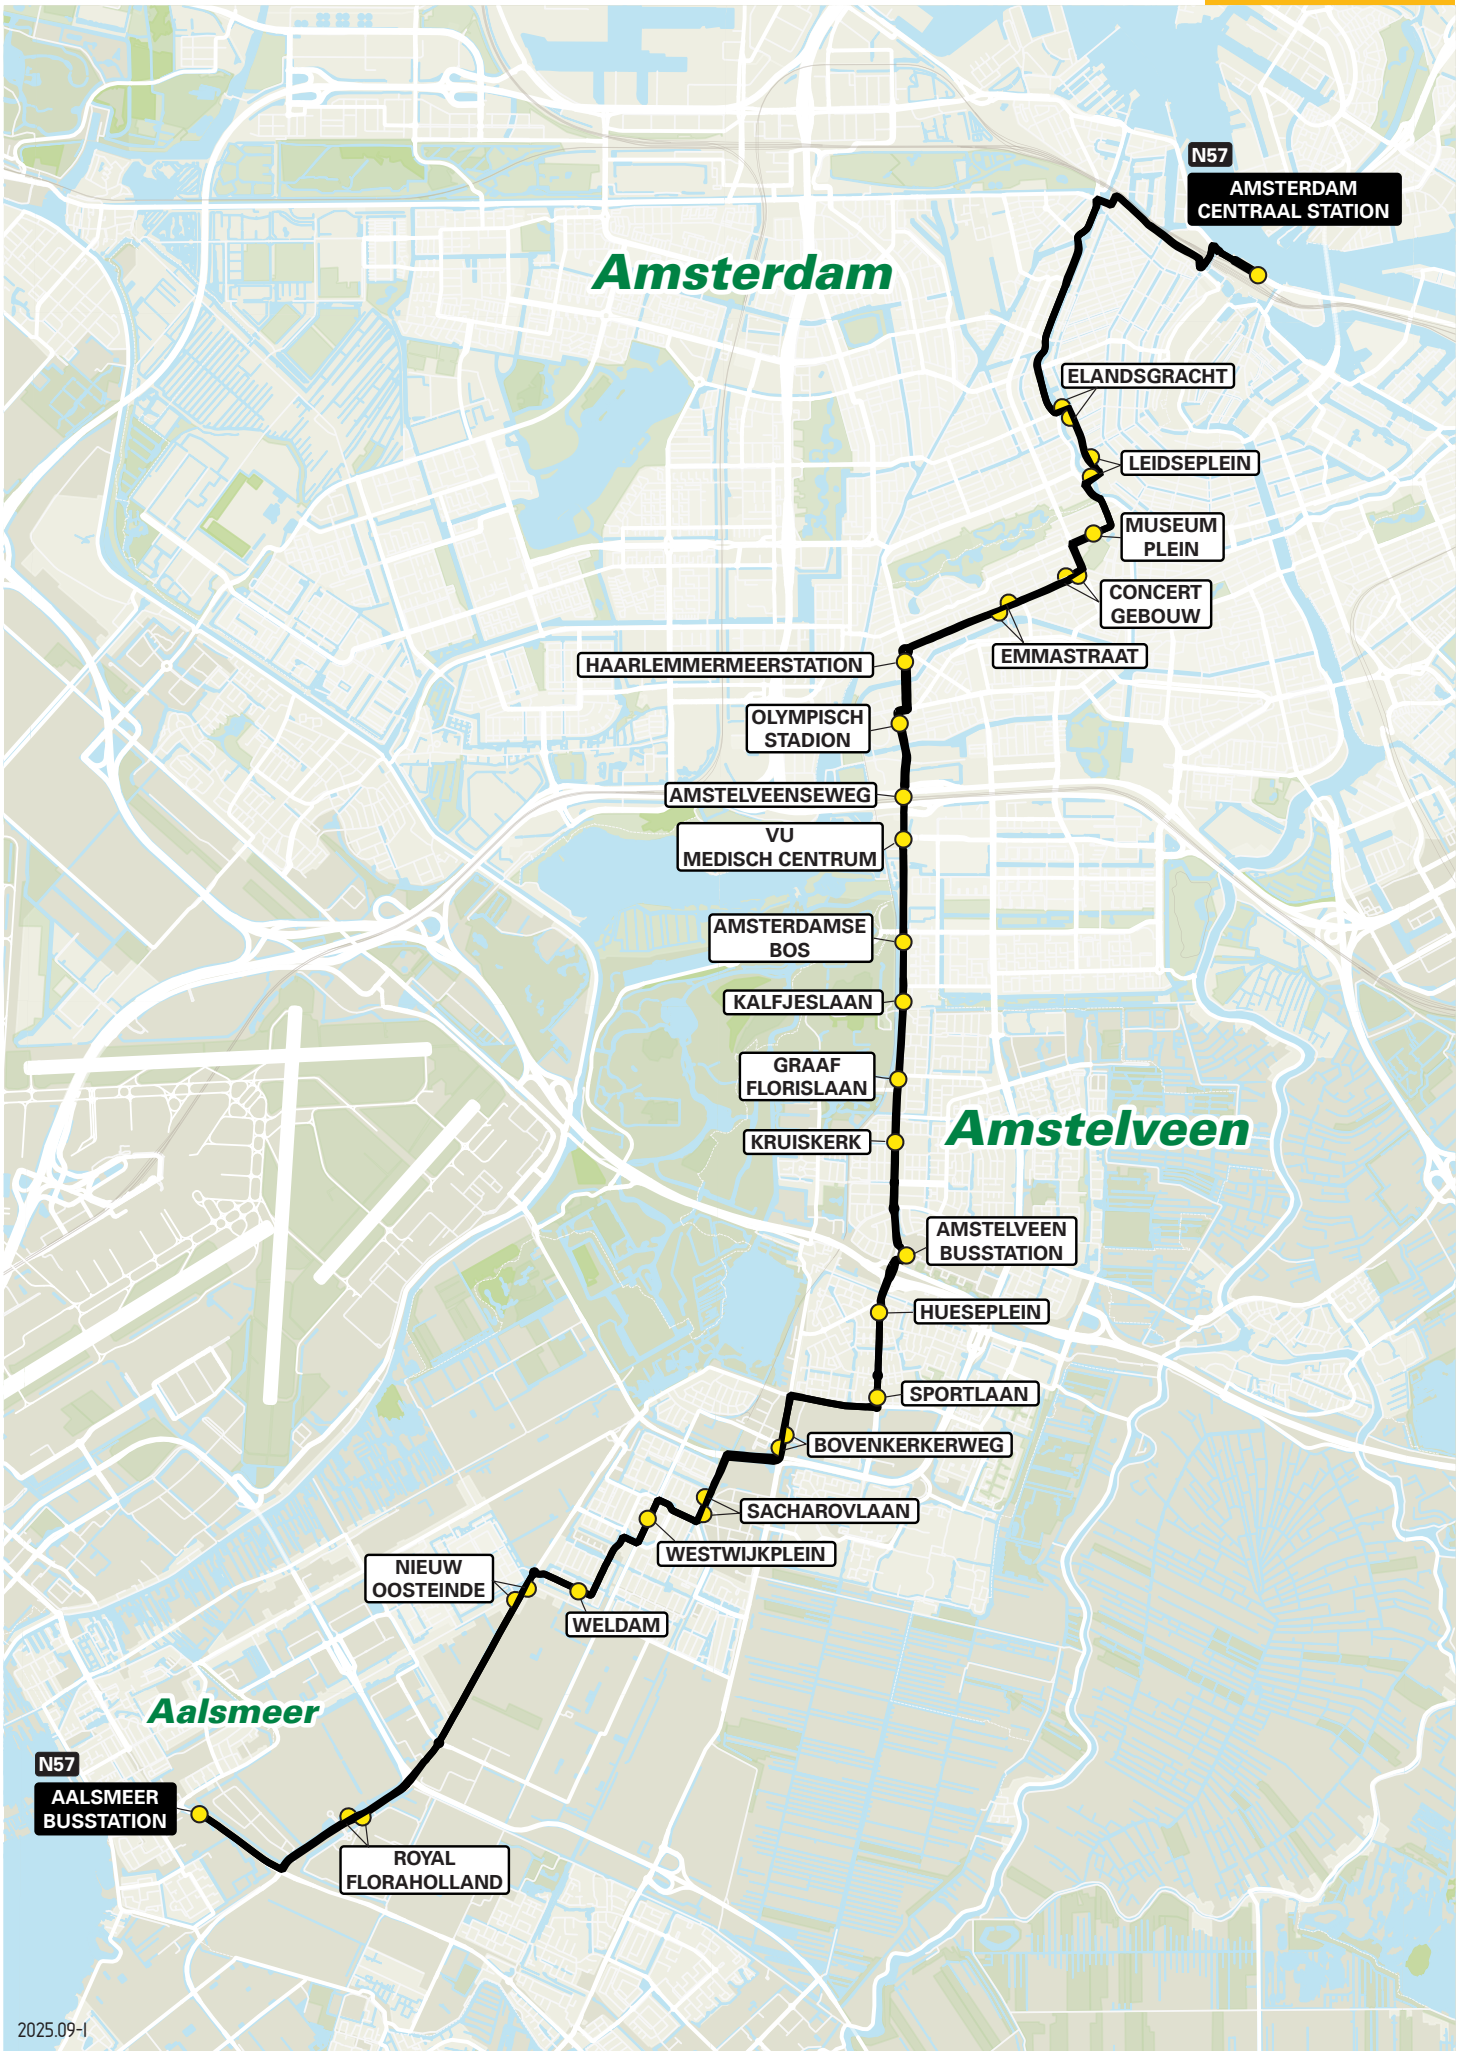 N57
AMSTERDAM
CENTRAAL STATION
Amsterdam
ELANDSGRACHT
LEIDSEPLEIN
MUSEUM
PLEIN
CONCERT
GEBOUW
EMMASTRAAT
HAARLEMMERMEERSTATION
OLYMPISCH
STADION
AMSTELVEENSEWEG
VU
MEDISCH CENTRUM
AMSTERDAMSE
BOS
KALFJESLAAN
GRAAF
FLORISLAAN
Amstelveen
KRUISKERK
AMSTELVEEN
BUSSTATION
HUESEPLEIN
SPORTLAAN
BOVENKERKERWEG
SACHAROVLAAN
WESTWIJKPLEIN
NIEUW
OOSTEINDE
WELDAM
Aalsmeer
N57
AALSMEER
BUSSTATION
ROYAL
FLORAHOLLAND
2025.09-I